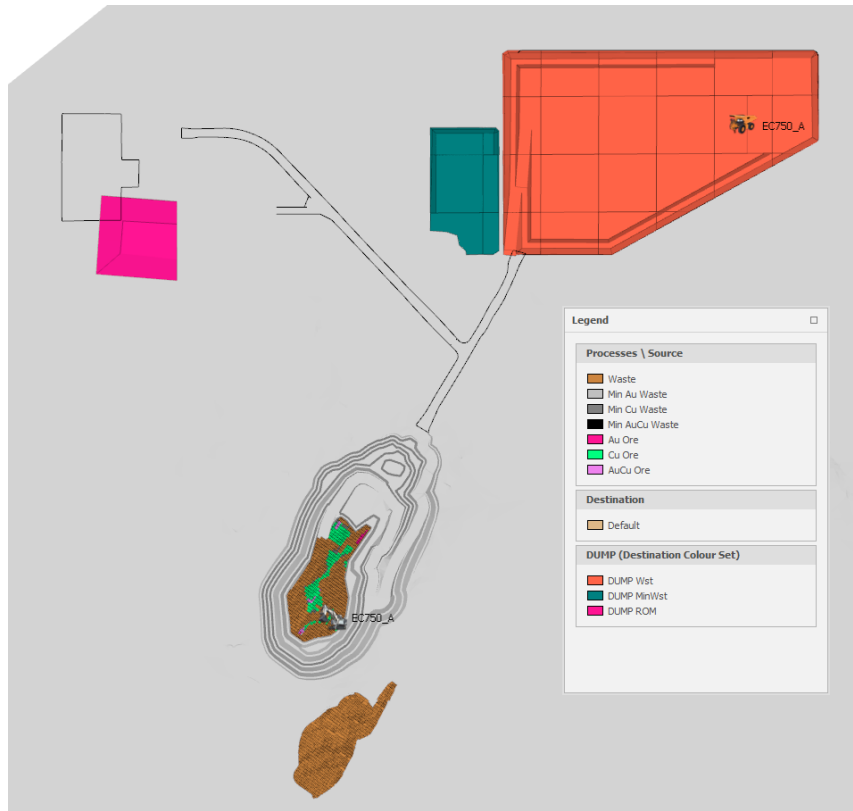 EC750_A
Legend
Processes \ Source
Waste
Min Au Waste
Min Cu Waste
Min AuCu Waste
Au Ore
Cu Ore
AuCu Ore
Destination
Default
DUMP (Destination Colour Set)
DUMP Wst
DUMP MinWst
DUMP ROM
EC750_A